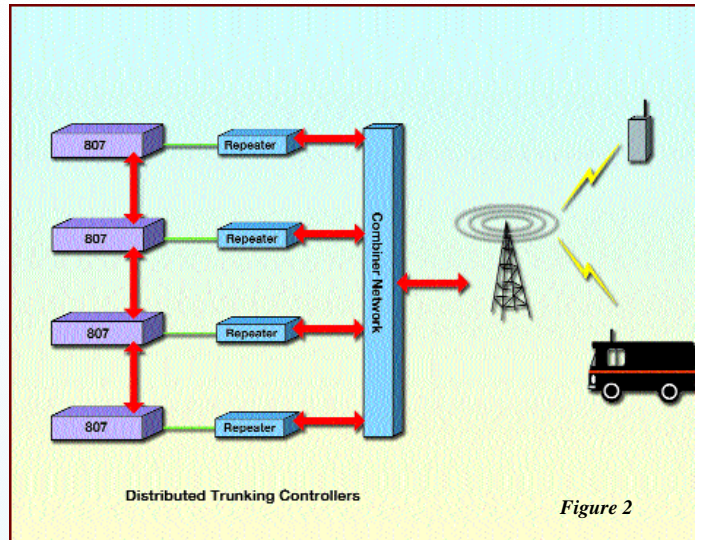 807
Repeater
807
Repeater
807
Repeater
807
Repeater
Combiner Network
Distributed Trunking Controllers
Figure 2